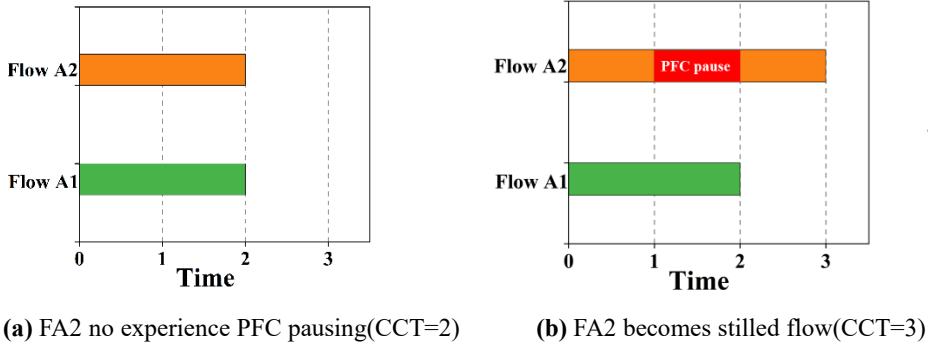 Flow A2
Flow A1
0 1 2 3
Time
(a) FA2 no experience PFC pausing(CCT=2)
Flow A2
PFC pause
Flow A1
0 1 2 3
Time
(b) FA2 becomes stilled flow(CCT=3)